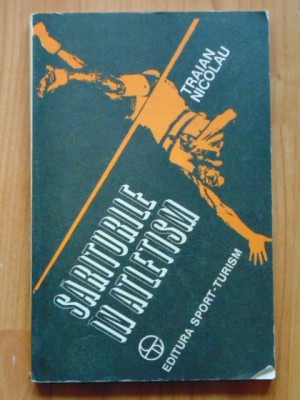 TRAIAN
NICOLAU
SĂRITURILE
ÎN ATLETISM
EDITURA SPORT-TURISM